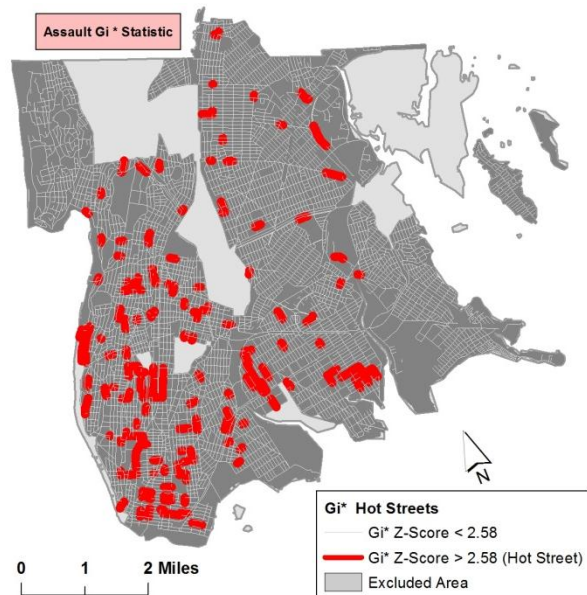 Assault Gi * Statistic
N
Gi* Hot Streets
Gi* Z-Score < 2.58
Gi* Z-Score > 2.58 (Hot Street)
Excluded Area
0 1 2 Miles